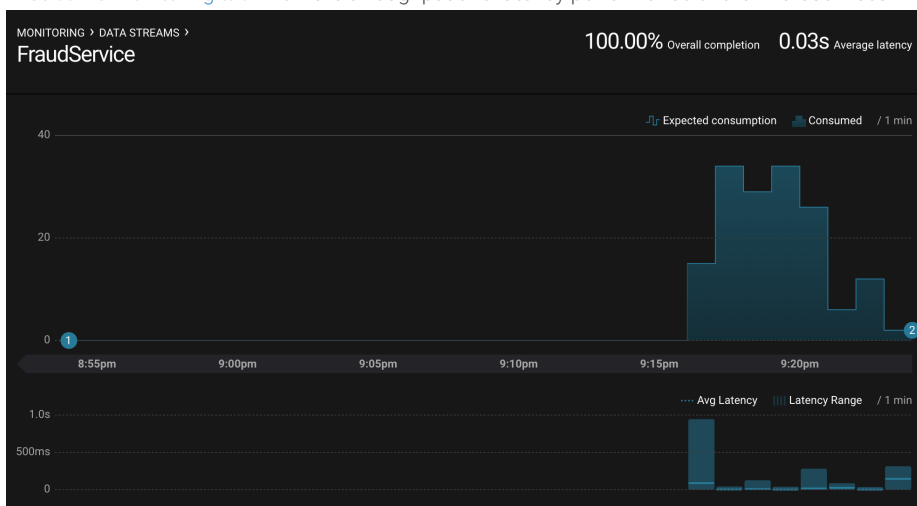 MONITORING > DATA STREAMS >
FraudService
100.00% Overall completion 0.03s Average latency
Expected consumption Consumed / 1 min
40
20
0
1
2
8:55pm 9:00pm 9:05pm 9:10pm 9:15pm 9:20pm
Avg Latency Latency Range / 1 min
1.0s
500ms
0